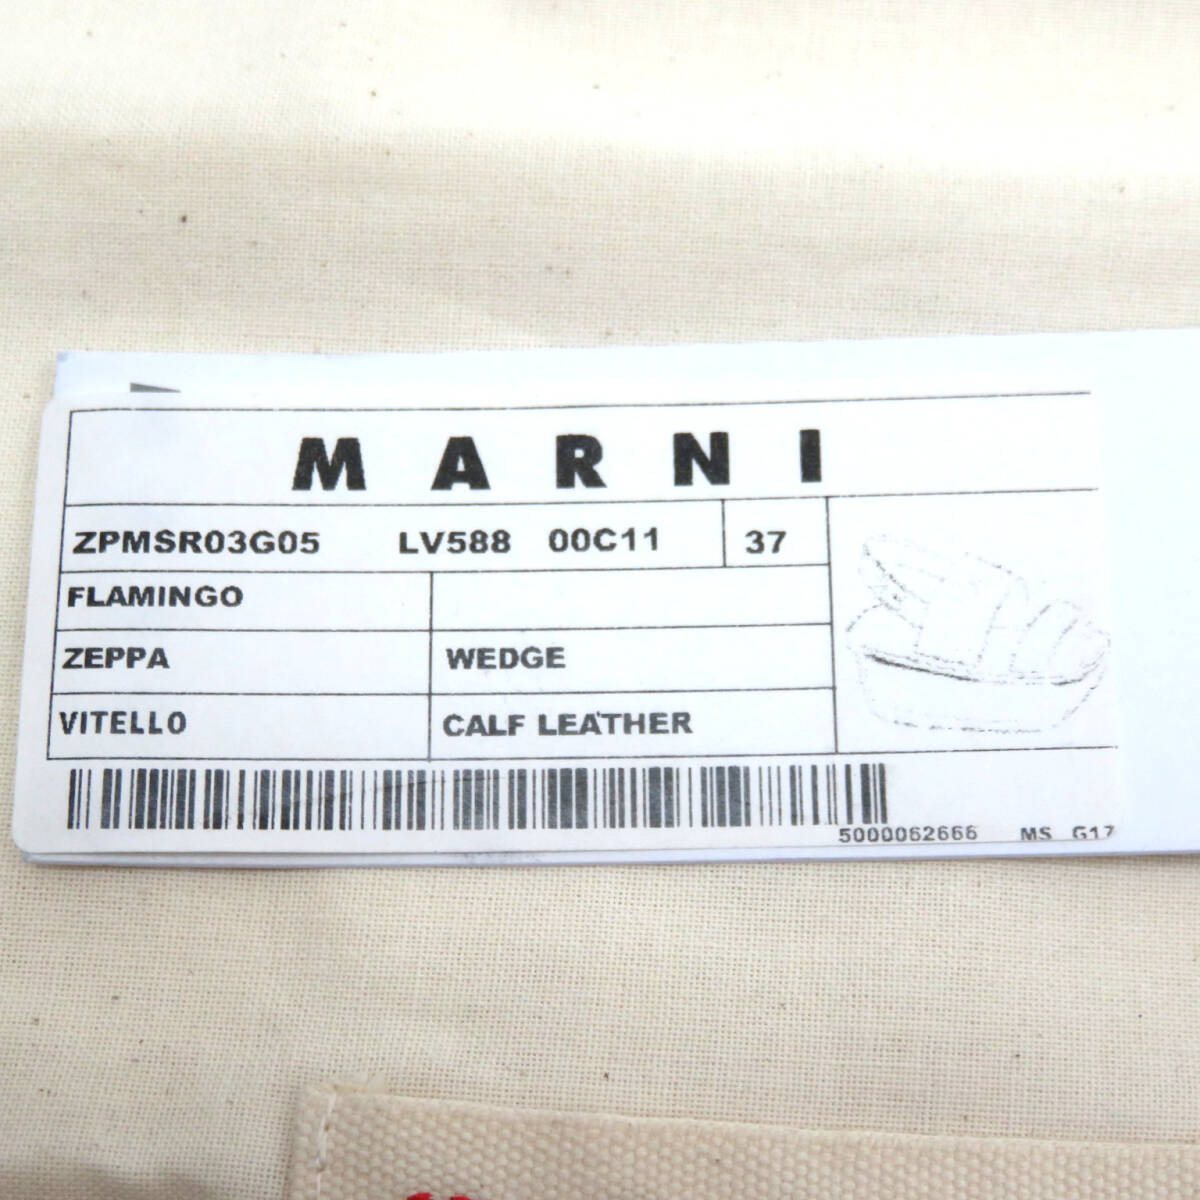 MARNI
ZPMSR03G05 LV588 00C11 37
FLAMINGO
ZEPPA WEDGE
VITELLO CALF LEATHER
5000062666 MS G17